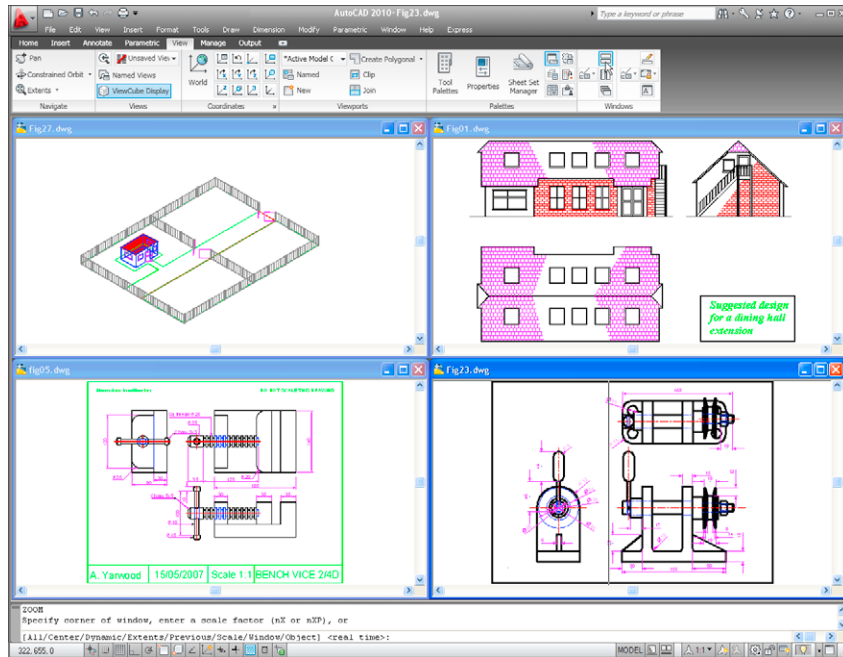 AutoCAD 2010 - Fig23.dwg
Type a keyword or phrase
File Edit View Insert Format Tools Draw Dimension Modify Parametric Window Help Express
Home Insert Annotate Parametric View Manage Output
Pan
Constrained Orbit
Extents
Navigate
Unsaved Viev
Named Views
ViewCube Display
Views
World
Coordinates
*Active Model C
Create Polygonal
Named
Clip
New
Join
Viewports
Tool Palettes
Properties
Sheet Set Manager
Palettes
Windows
Fig27.dwg
Fig01.dwg
Suggested design
for a dining hall
extension
fig05.dwg
Fig23.dwg
A. Yarwood 15/05/2007 Scale 1:1 BENCH VICE 2/4D
ZOOM
Specify corner of window, enter a scale factor (nX or nXP), or
[All/Center/Dynamic/Extents/Previous/Scale/Window/Object] <real time>:
322.655.0
MODEL
1:1